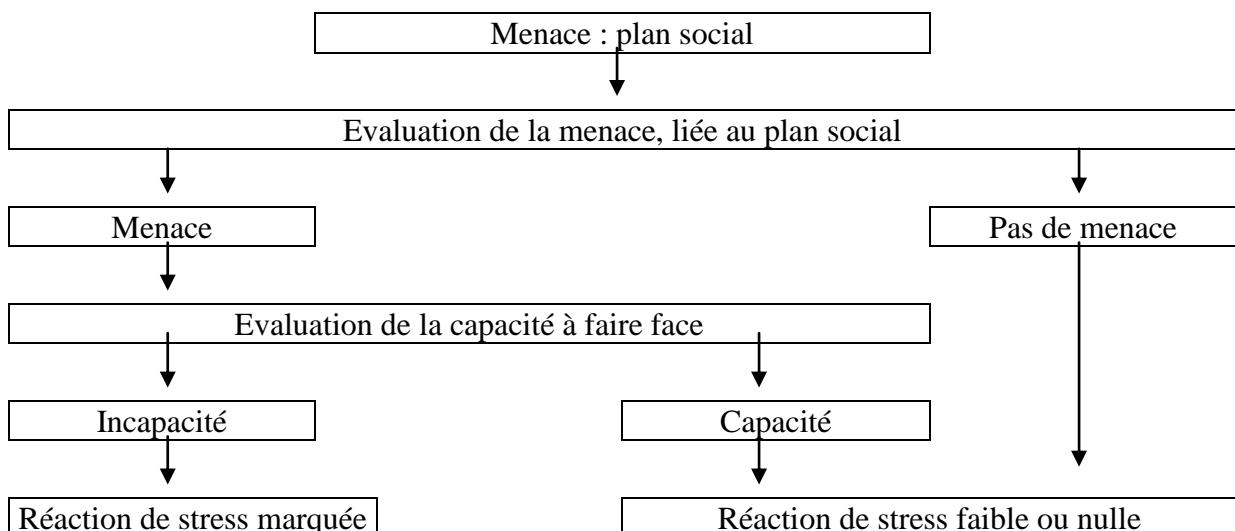 Menace : plan social
Evaluation de la menace, liée au plan social
Menace
Pas de menace
Evaluation de la capacité à faire face
Incapacité
Capacité
Réaction de stress marquée
Réaction de stress faible ou nulle